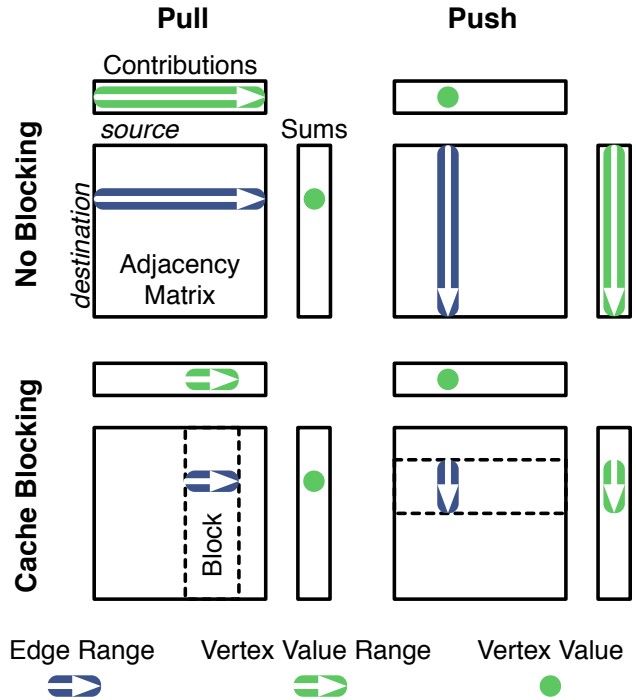 Pull Push
Contributions
source Sums
No Blocking
destination
Adjacency
Matrix
Cache Blocking
Block
Edge Range Vertex Value Range Vertex Value